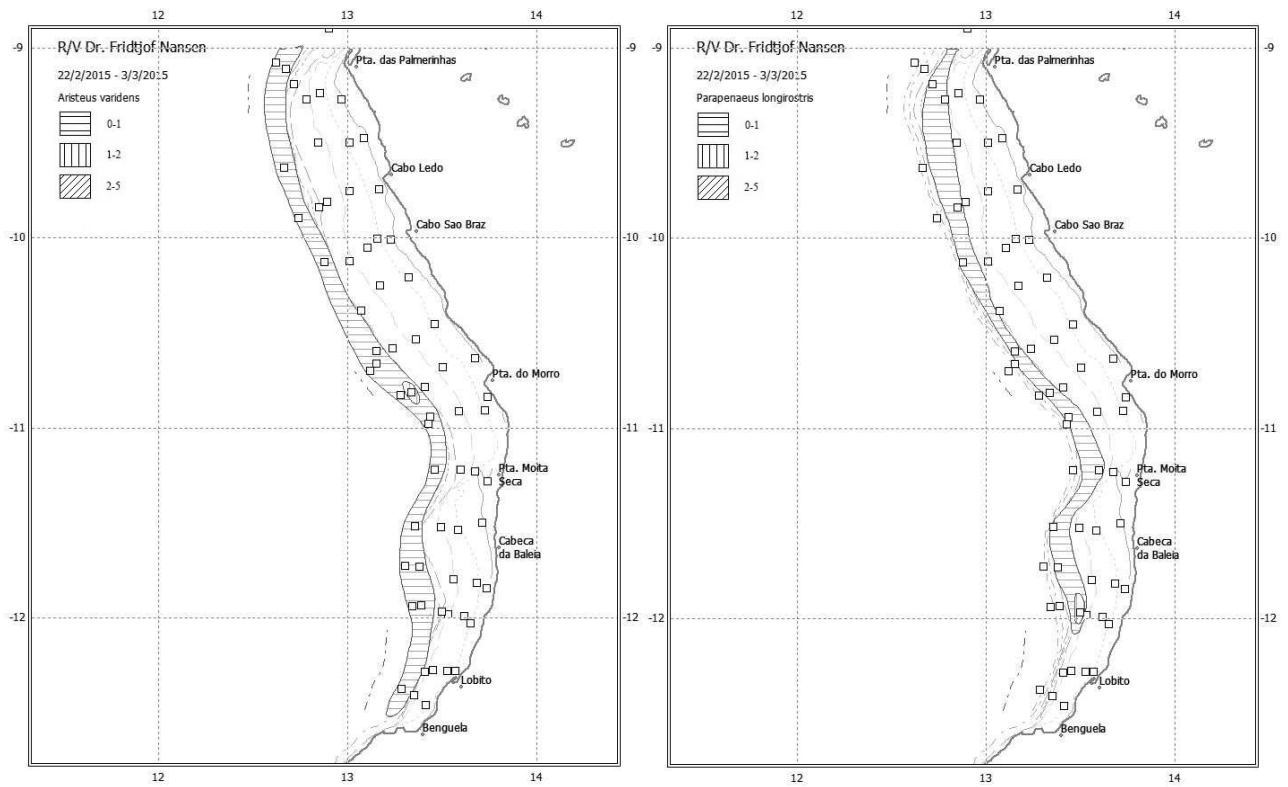 12 13 14
-9 -9
R/V Dr. Fridtjof Nansen
22/2/2015 - 3/3/2015
Aristeus varidens
0-1
1-2
2-5
Pta. das Palmerinhas
Cabo Ledo
Cabo Sao Braz
-10 -10
Pta. do Morro
-11 -11
Pta. Moita
Seca
Cabeca
da Baleia
-12 -12
Lobito
Benguela
12 13 14
12 13 14
-9
R/V Dr. Fridtjof Nansen
22/2/2015 - 3/3/2015
Parapenaeus longirostris
0-1
1-2
2-5
Pta. das Palmerinhas
Cabo Ledo
Cabo Sao Braz
-10
Pta. do Morro
-11
Pta. Moita
Seca
Cabeca
da Baleia
-12
Lobito
Benguela
12 13 14